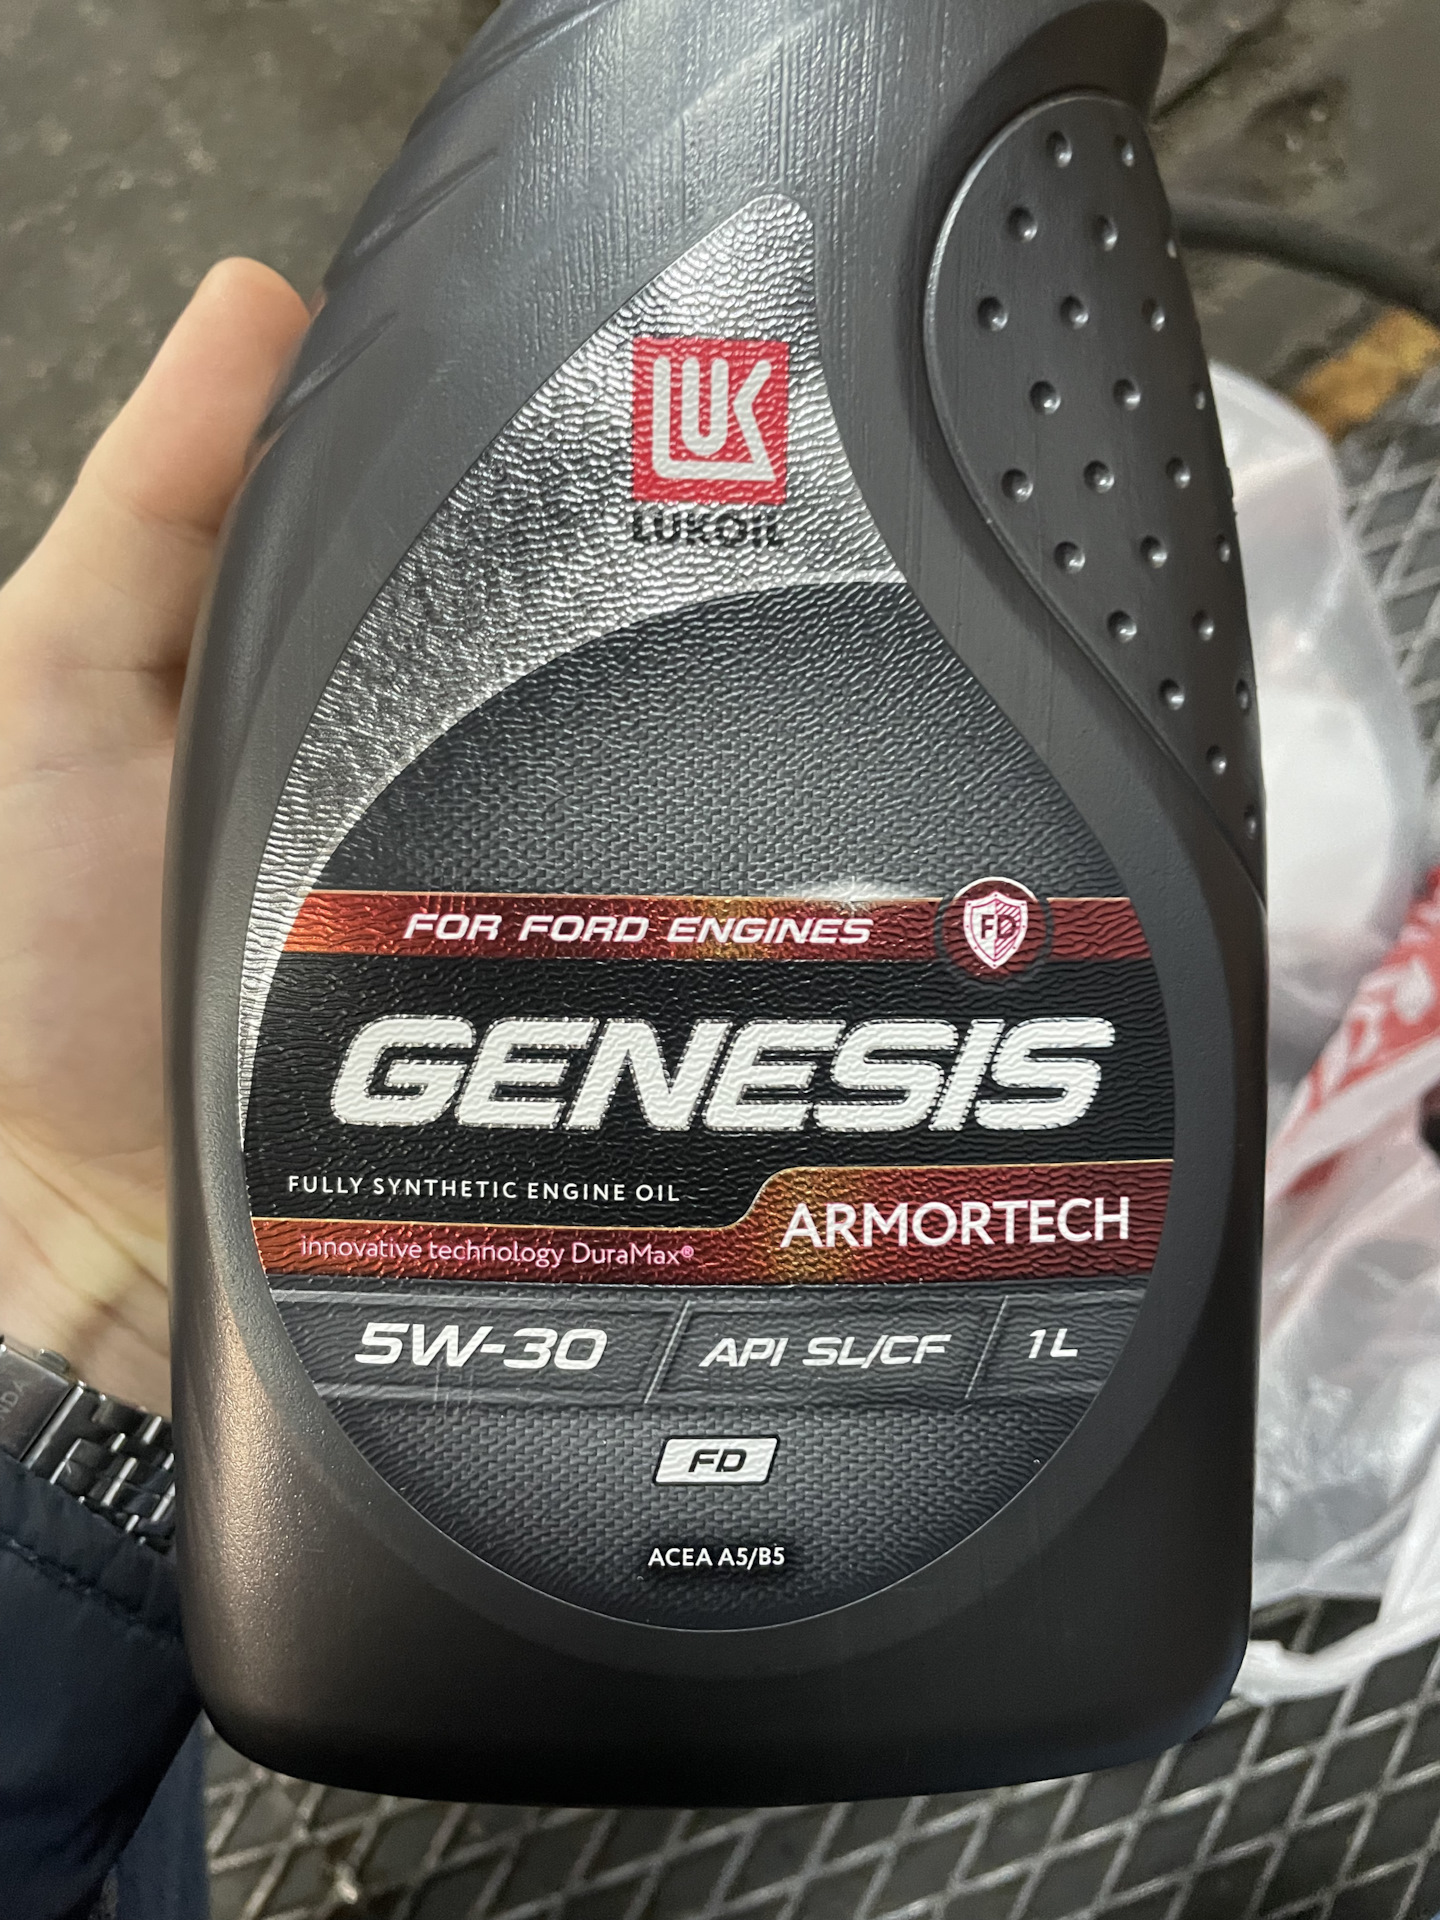 LUK
LUKOIL
FOR FORD ENGINES
FD
GENESIS
FULLY SYNTHETIC ENGINE OIL
ARMORTECH
innovative technology DuraMax®
5W-30
API SL/CF
1L
FD
ACEA A5/B5